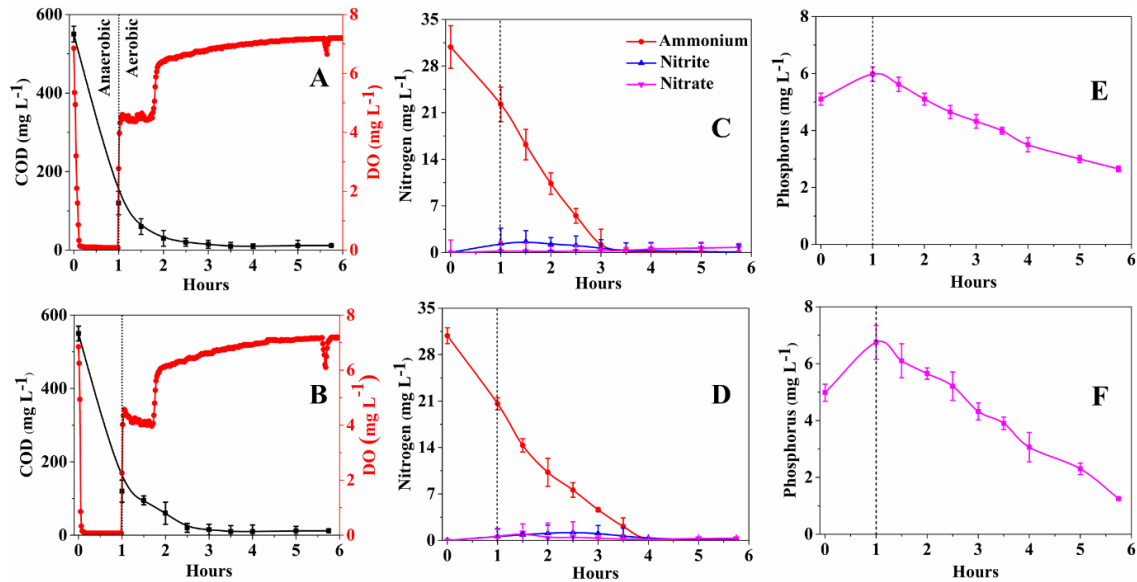 600
400
200
0
COD (mg L-1)
Anaerobic
Aerobic
A
8
6
4
2
0
DO (mg L-1)
0 1 2 3 4 5 6
Hours
35
28
21
14
7
0
Nitrogen (mg L-1)
Ammonium
Nitrite
Nitrate
C
0 1 2 3 4 5 6
Hours
8
6
4
2
0
Phosphorus (mg L-1)
E
0 1 2 3 4 5 6
Hours
600
400
200
0
COD (mg L-1)
B
8
6
4
2
0
DO (mg L-1)
0 1 2 3 4 5 6
Hours
35
28
21
14
7
0
Nitrogen (mg L-1)
D
0 1 2 3 4 5 6
Hours
8
6
4
2
0
Phosphorus (mg L-1)
F
0 1 2 3 4 5 6
Hours